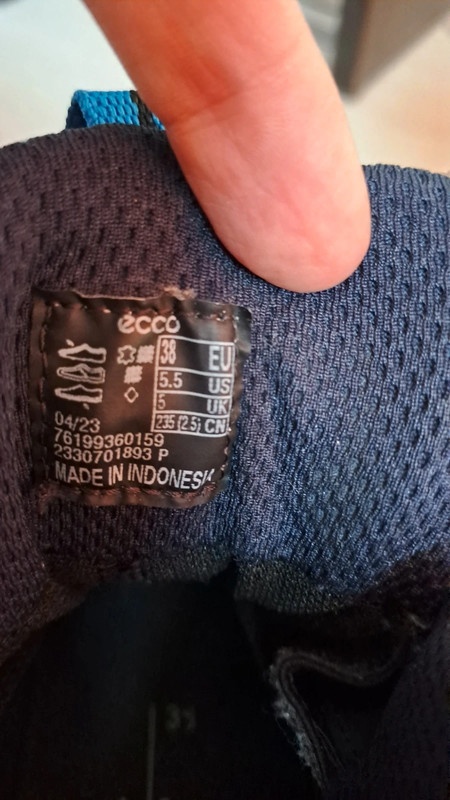 ecco
38 EU
5.5 US
5 UK
235 (2.5) CN
04/23
76199360159
2330701893 P
MADE IN INDONESIA